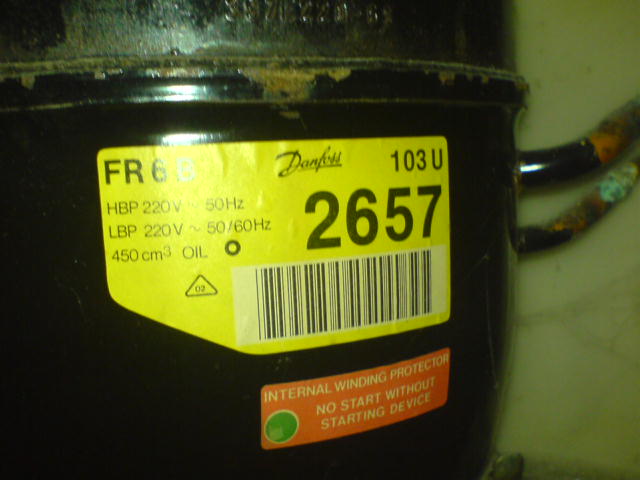 FR 6 B
Danfoss
103 U
HBP 220V ~ 50Hz
2657
LBP 220V ~ 50/60Hz
450 cm³ OIL
02
INTERNAL WINDING PROTECTOR
NO START WITHOUT
STARTING DEVICE